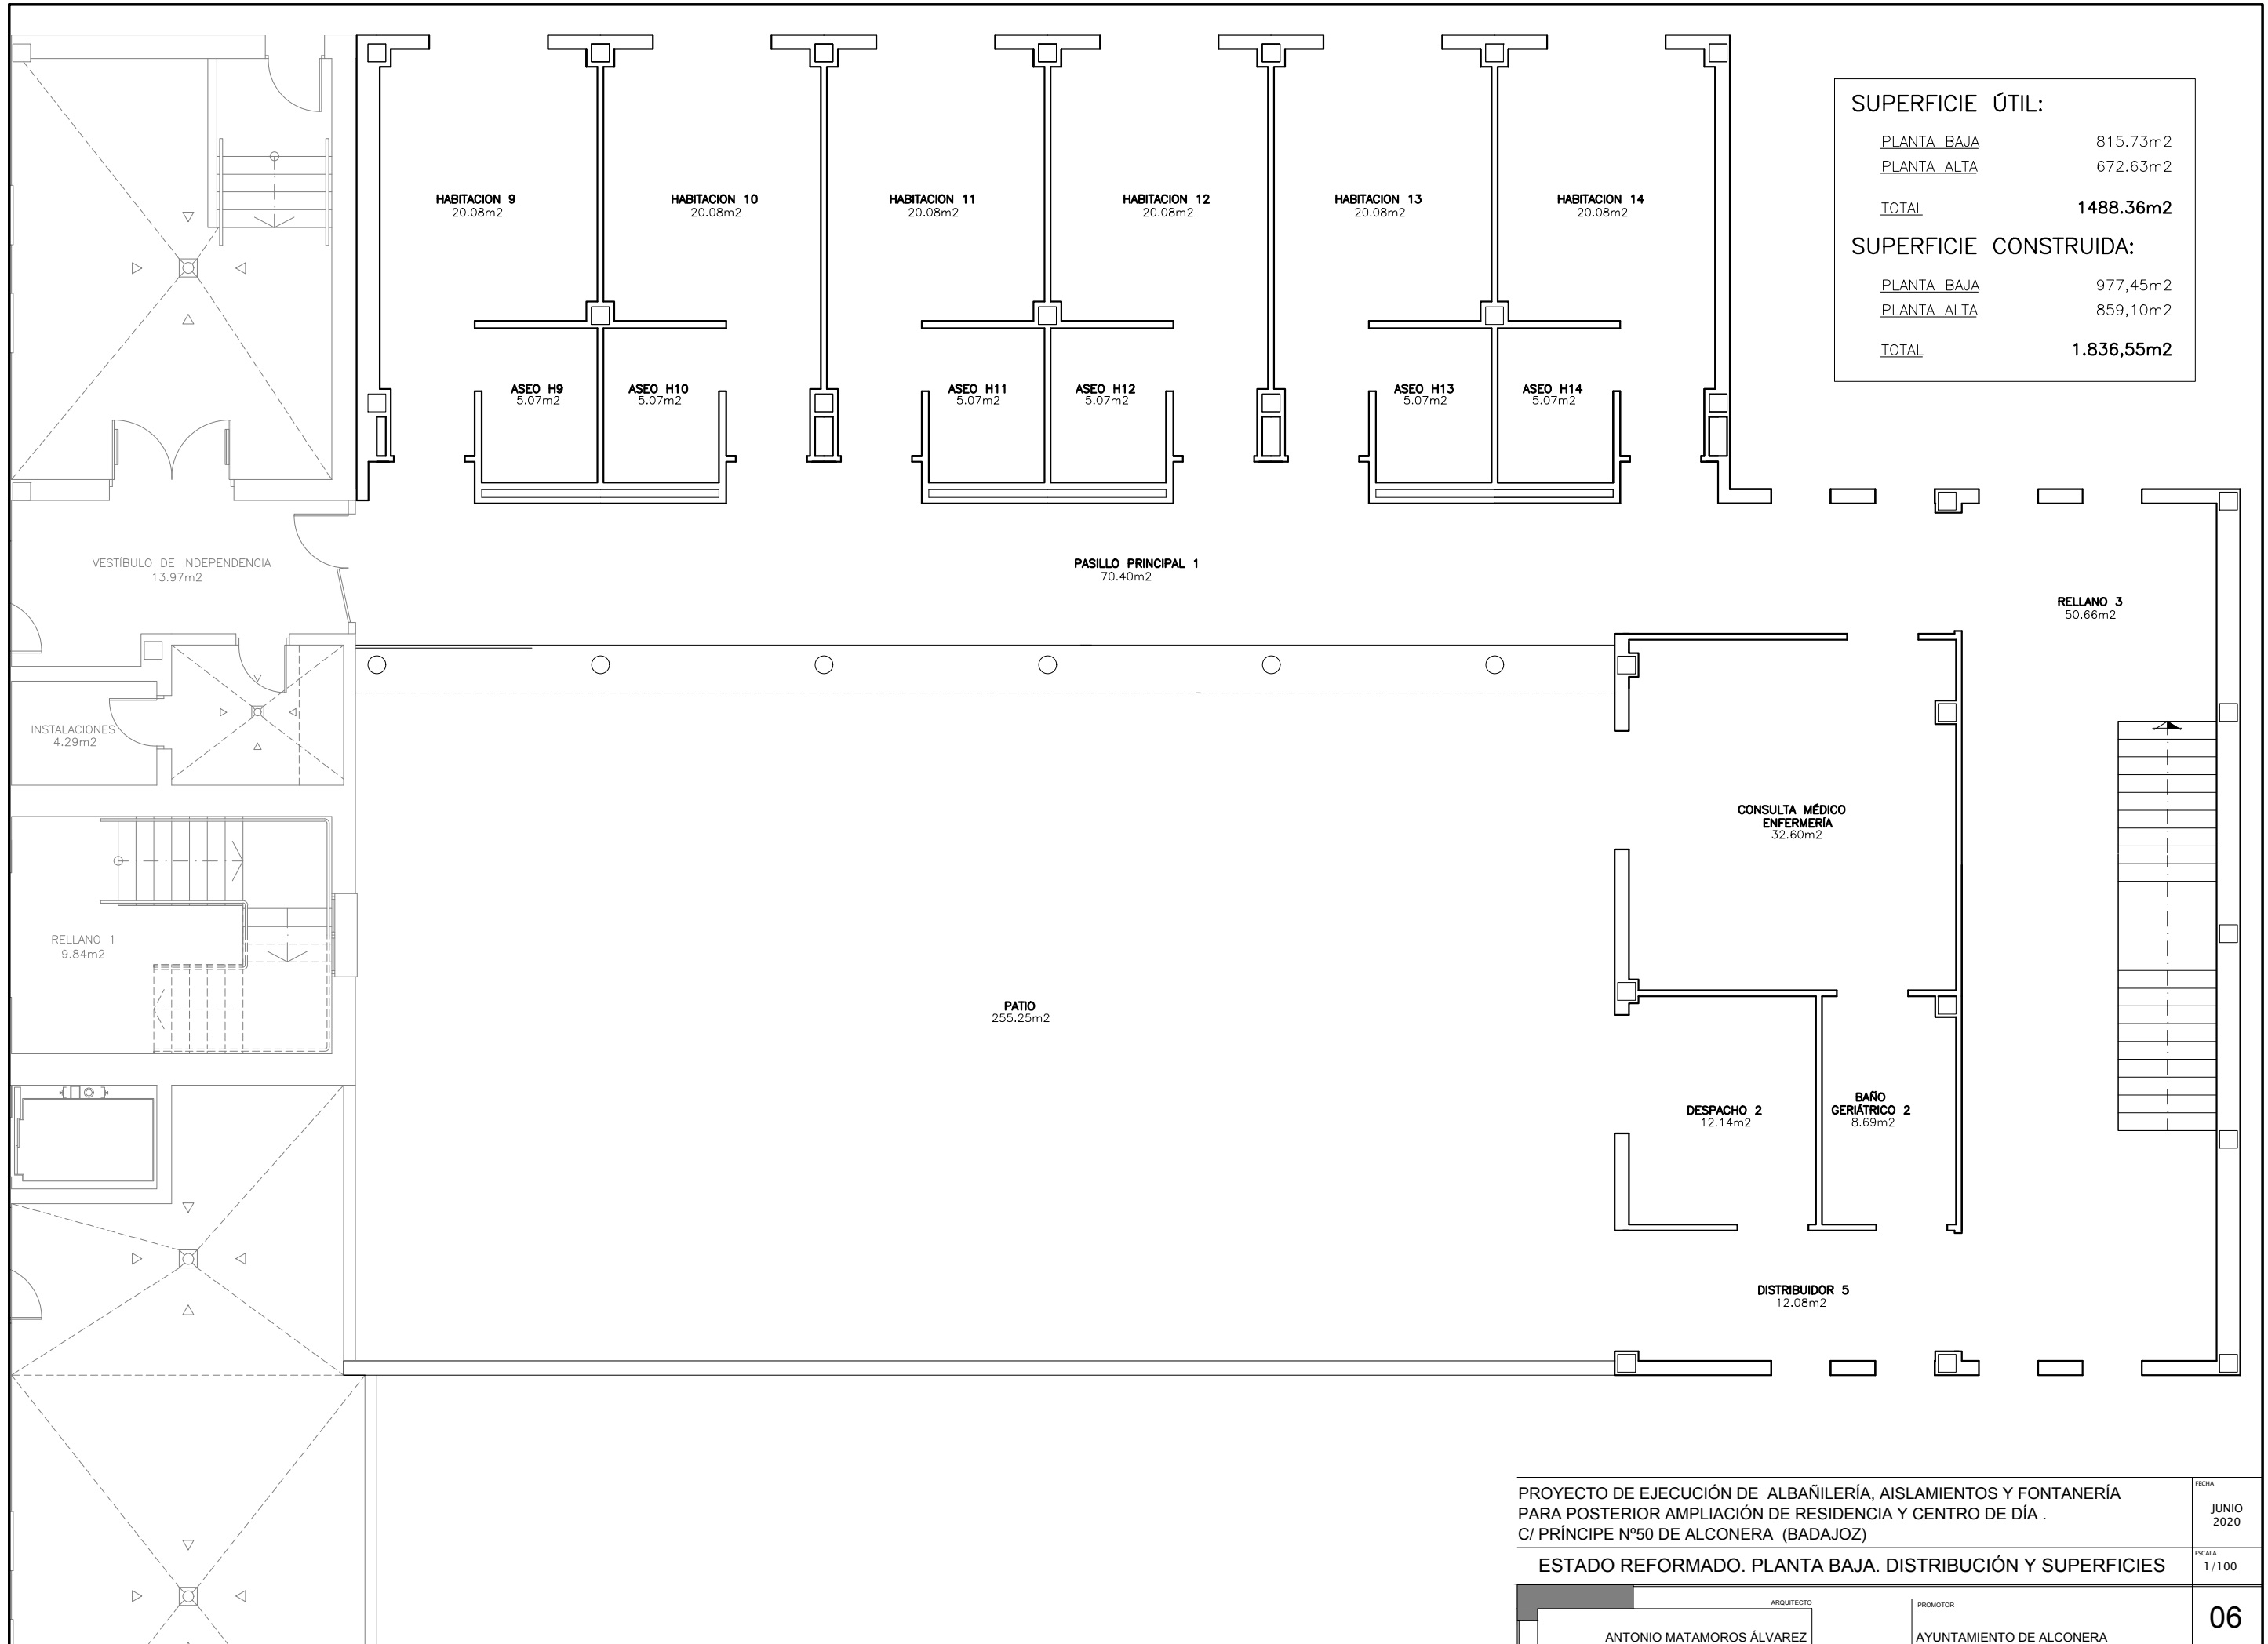 SUPERFICIE ÚTIL:
PLANTA BAJA 815.73m2
PLANTA ALTA 672.63m2
TOTAL 1488.36m2
SUPERFICIE CONSTRUIDA:
PLANTA BAJA 977,45m2
PLANTA ALTA 859,10m2
TOTAL 1.836,55m2
HABITACION 9
20.08m2
HABITACION 10
20.08m2
HABITACION 11
20.08m2
HABITACION 12
20.08m2
HABITACION 13
20.08m2
HABITACION 14
20.08m2
ASEO H9
5.07m2
ASEO H10
5.07m2
ASEO H11
5.07m2
ASEO H12
5.07m2
ASEO H13
5.07m2
ASEO H14
5.07m2
VESTÍBULO DE INDEPENDENCIA
13.97m2
PASILLO PRINCIPAL 1
70.40m2
RELLANO 3
50.66m2
INSTALACIONES
4.29m2
CONSULTA MÉDICO
ENFERMERÍA
32.60m2
RELLANO 1
9.84m2
PATIO
255.25m2
DESPACHO 2
12.14m2
BAÑO
GERIÁTRICO 2
8.69m2
DISTRIBUIDOR 5
12.08m2
PROYECTO DE EJECUCIÓN DE ALBAÑILERÍA, AISLAMIENTOS Y FONTANERÍA
PARA POSTERIOR AMPLIACIÓN DE RESIDENCIA Y CENTRO DE DÍA .
C/ PRÍNCIPE Nº50 DE ALCONERA (BADAJOZ)
FECHA
JUNIO
2020
ESTADO REFORMADO. PLANTA BAJA. DISTRIBUCIÓN Y SUPERFICIES
ESCALA
1/100
ARQUITECTO
ANTONIO MATAMOROS ÁLVAREZ
PROMOTOR
AYUNTAMIENTO DE ALCONERA
06